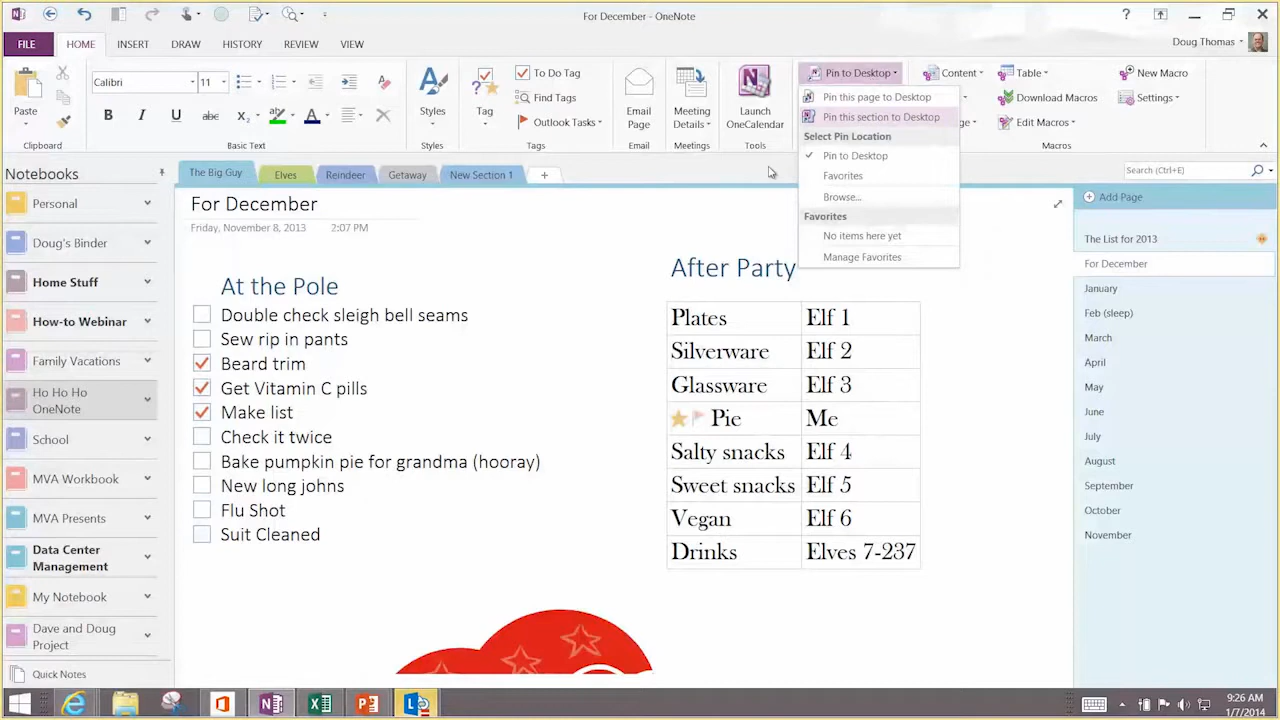 For December - OneNote
?
Doug Thomas
FILE HOME INSERT DRAW HISTORY REVIEW VIEW
Paste
Clipboard
Calibri 11
B I U abc X₂ A
Basic Text
Styles
Styles
Tag
To Do Tag
Find Tags
Outlook Tasks
Tags
Email Page
Email
Meeting Details
Meetings
Launch OneCalendar
Tools
Pin to Desktop
Pin this page to Desktop
Pin this section to Desktop
Select Pin Location
Pin to Desktop
Favorites
Browse...
Favorites
No items here yet
Manage Favorites
Content
Table
New Macro
Download Macros
Settings
Edit Macros
Macros
Notebooks
Personal
Doug's Binder
Home Stuff
How-to Webinar
Family Vacations
Ho Ho Ho
OneNote
School
MVA Workbook
MVA Presents
Data Center
Management
My Notebook
Dave and Doug
Project
Quick Notes
The Big Guy Elves Reindeer Getaway New Section 1 +
Search (Ctrl+E)
For December
Friday, November 8, 2013 2:07 PM
At the Pole
Double check sleigh bell seams
Sew rip in pants
Beard trim
Get Vitamin C pills
Make list
Check it twice
Bake pumpkin pie for grandma (hooray)
New long johns
Flu Shot
Suit Cleaned
After Party
Plates Elf 1
Silverware Elf 2
Glassware Elf 3
Pie Me
Salty snacks Elf 4
Sweet snacks Elf 5
Vegan Elf 6
Drinks Elves 7-237
Add Page
The List for 2013
For December
January
Feb (sleep)
March
April
May
June
July
August
September
October
November
9:26 AM
1/7/2014